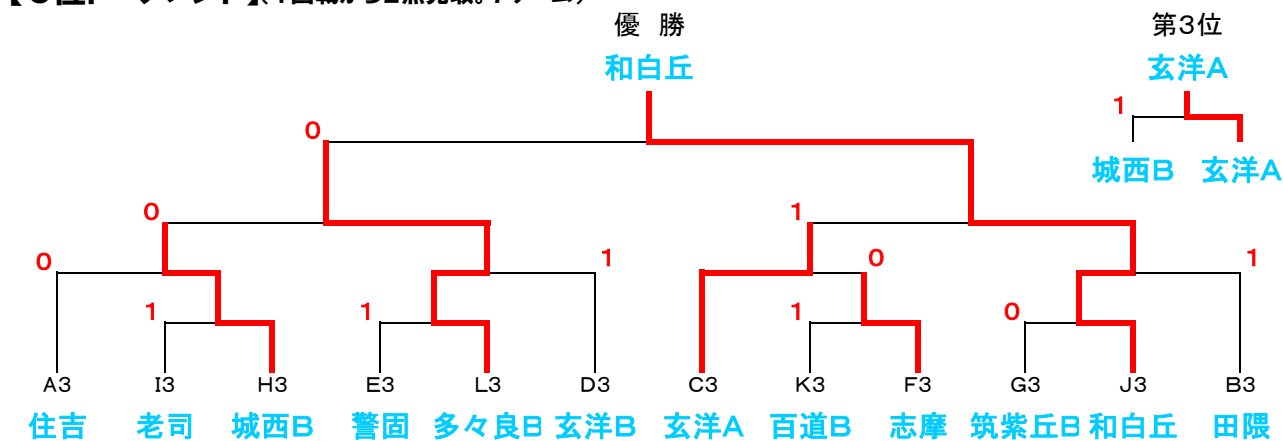 優 勝 第3位
和白丘 玄洋A
1
0
城西B 玄洋A
0 1
0 1 0 1
1 1 1 0
A3 I3 H3 E3 L3 D3 C3 K3 F3 G3 J3 B3
住吉 老司 城西B 警固 多々良B 玄洋B 玄洋A 百道B 志摩 筑紫丘B 和白丘 田隈